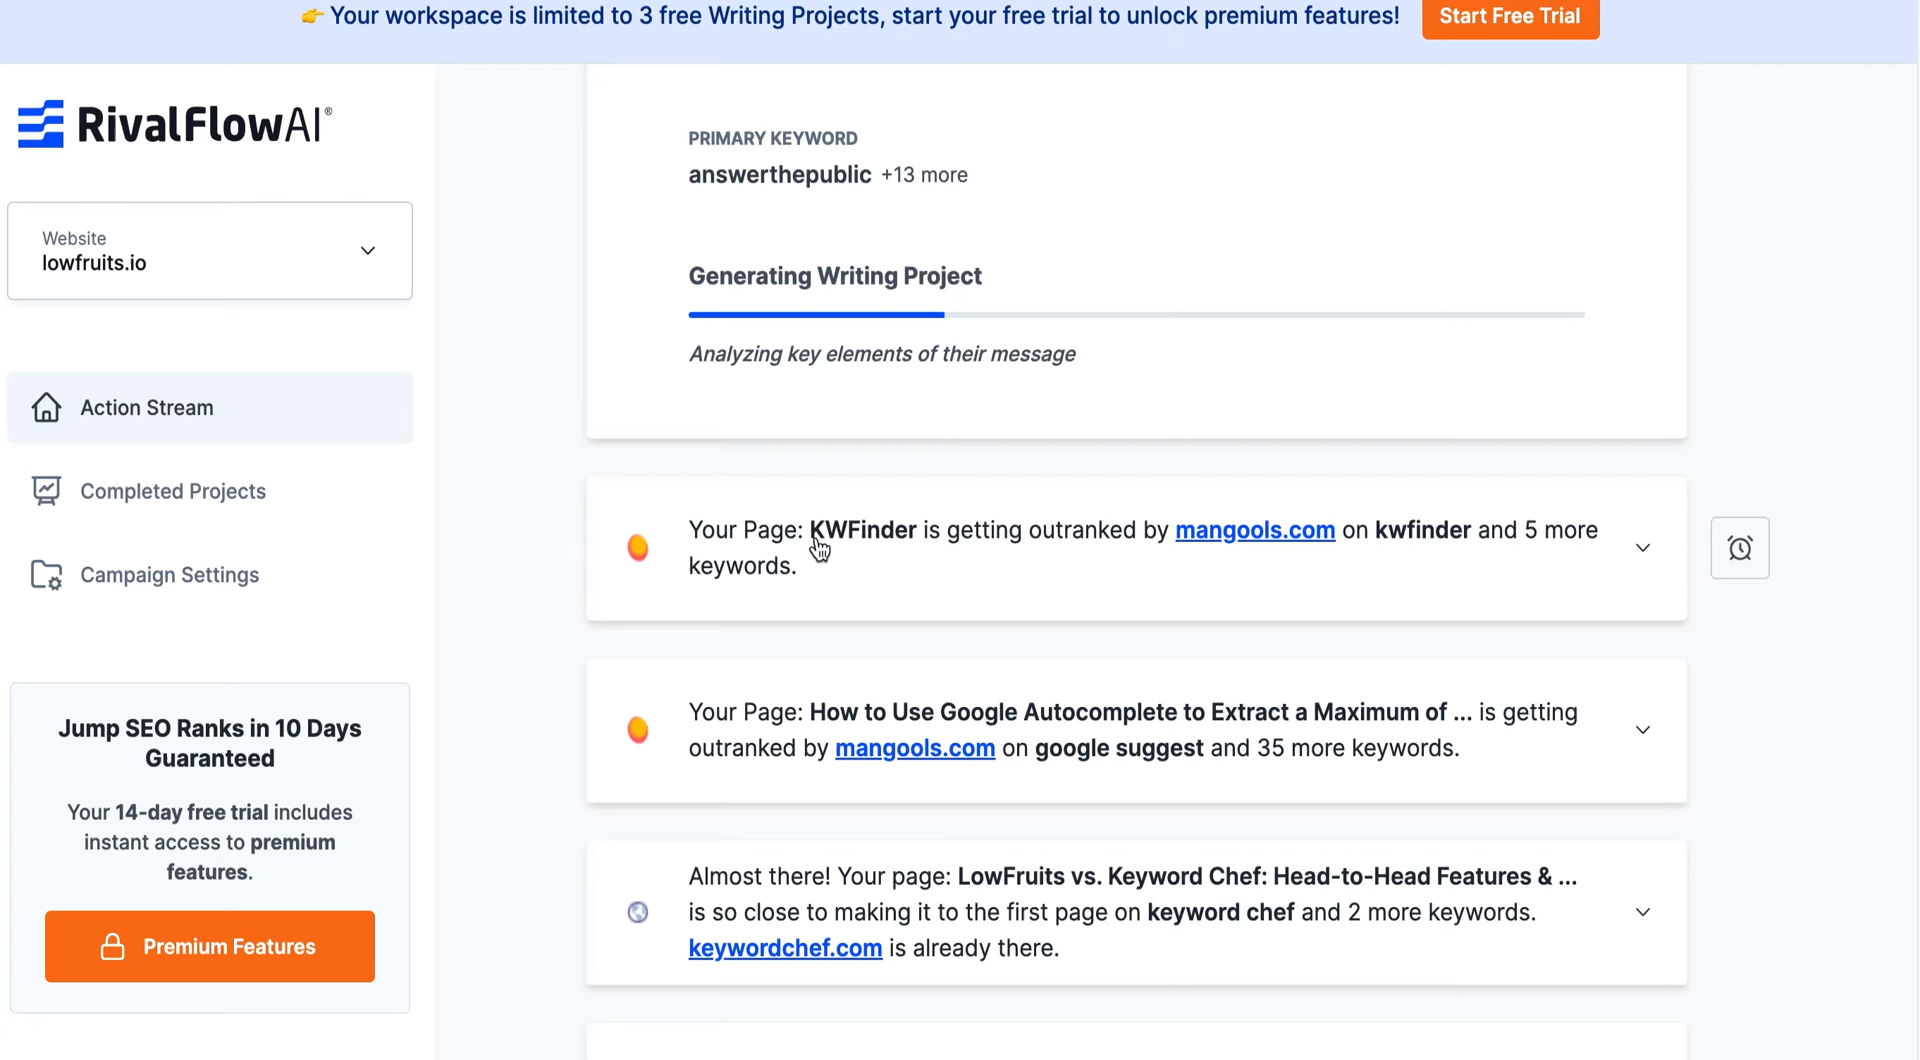 👉 Your workspace is limited to 3 free Writing Projects, start your free trial to unlock premium features!
Start Free Trial
RivalFlowAI®
Website
lowfruits.io
Action Stream
Completed Projects
Campaign Settings
Jump SEO Ranks in 10 Days
Guaranteed
Your 14-day free trial includes
instant access to premium
features.
Premium Features
PRIMARY KEYWORD
answerthepublic +13 more
Generating Writing Project
Analyzing key elements of their message
Your Page: KWFinder is getting outranked by mangools.com on kwfinder and 5 more
keywords.
Your Page: How to Use Google Autocomplete to Extract a Maximum of ... is getting
outranked by mangools.com on google suggest and 35 more keywords.
Almost there! Your page: LowFruits vs. Keyword Chef: Head-to-Head Features & ...
is so close to making it to the first page on keyword chef and 2 more keywords.
keywordchef.com is already there.